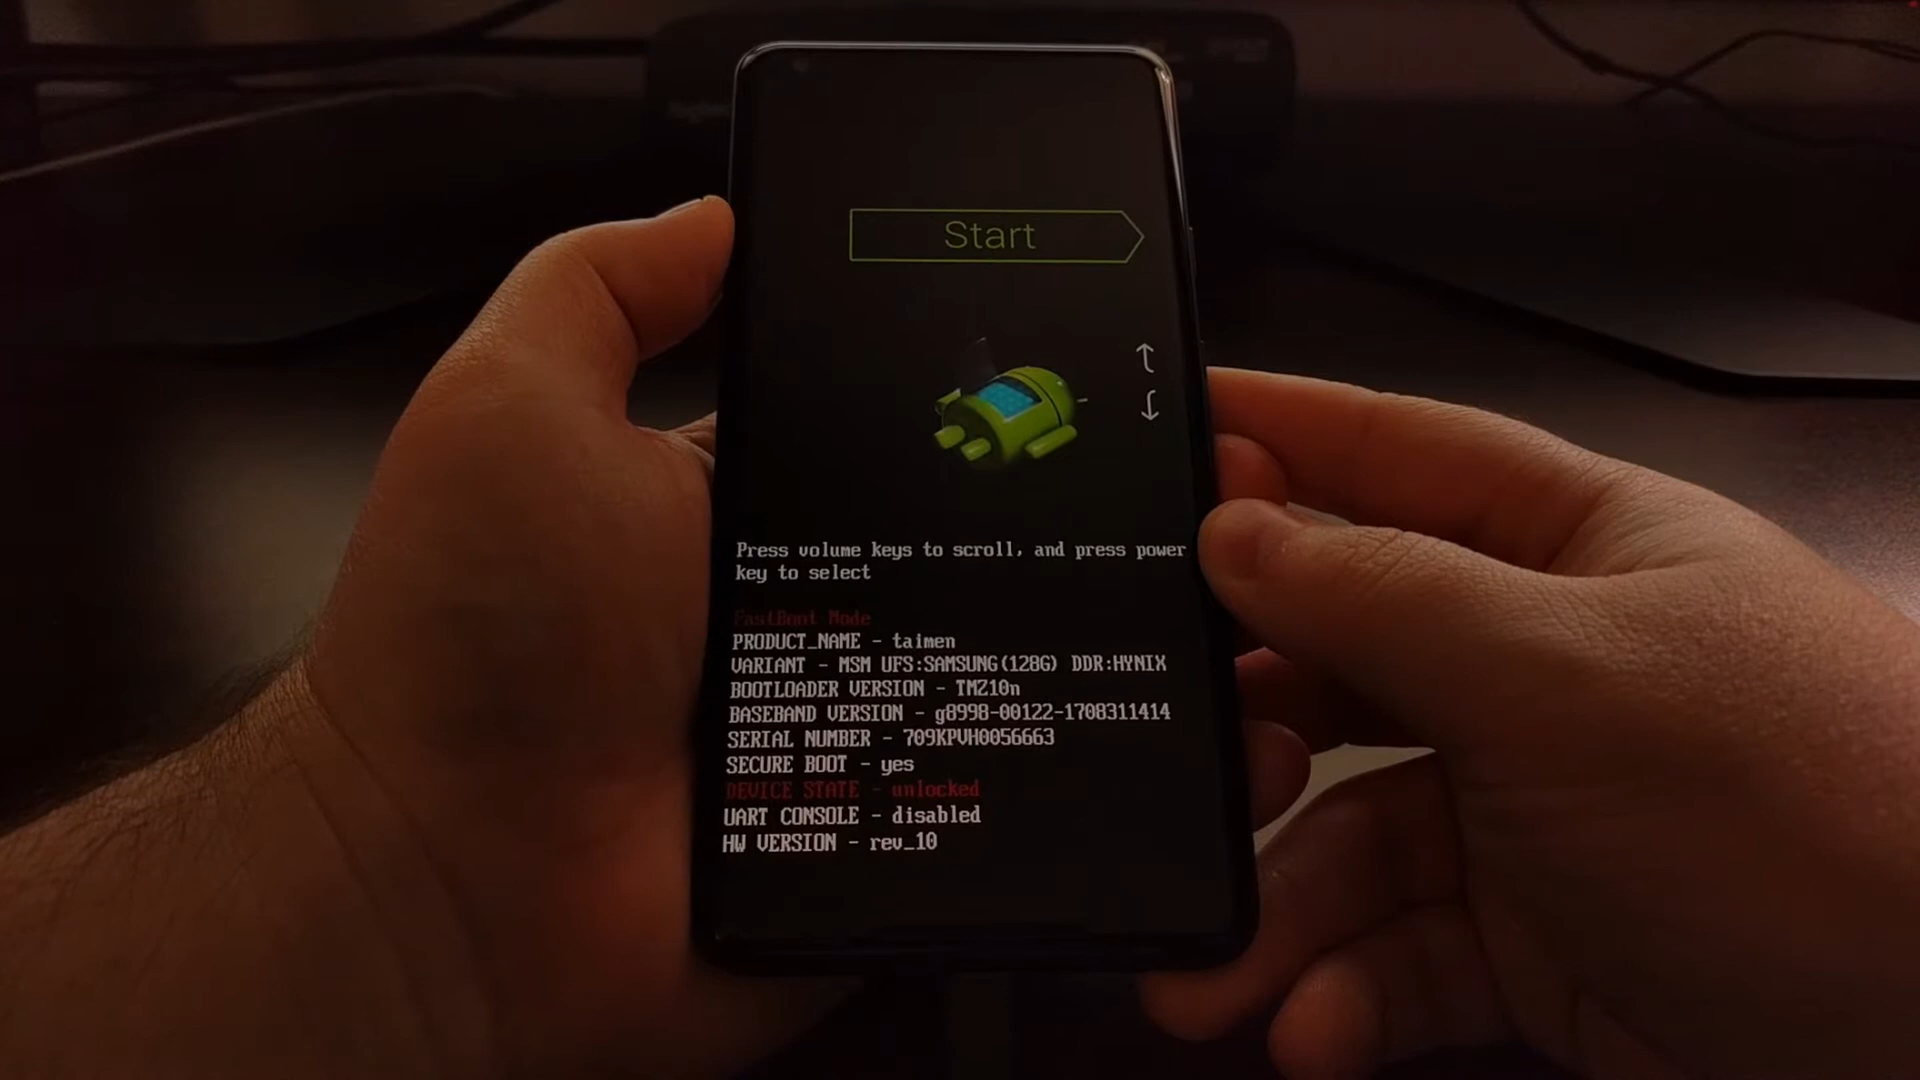 Start
Press volume keys to scroll, and press power
key to select
FastBoot Mode
PRODUCT_NAME - taimen
VARIANT - MSM UFS:SAMSUNG(128G) DDR:HYNIX
BOOTLOADER VERSION - TMZ10n
BASEBAND VERSION - g8998-00122-1708311414
SERIAL NUMBER - 709KPVH0056663
SECURE BOOT - yes
DEVICE STATE - unlocked
UART CONSOLE - disabled
HW VERSION - rev_10